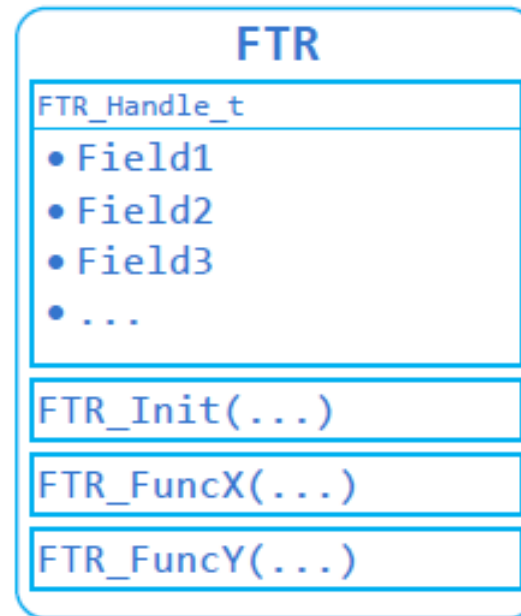 FTR
FTR_Handle_t
• Field1
• Field2
• Field3
• ...
FTR_Init(...)
FTR_FuncX(...)
FTR_FuncY(...)